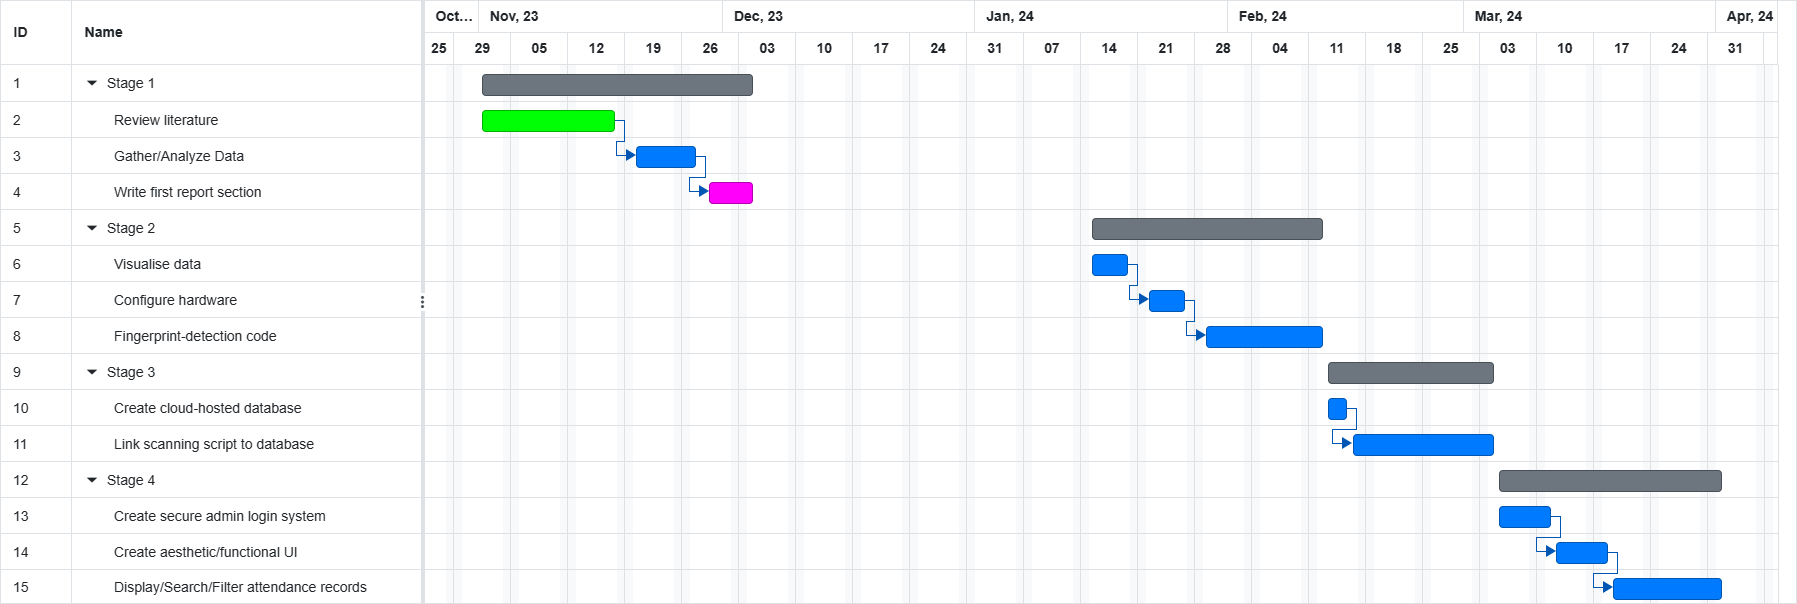 ID Name Oct... Nov, 23 Dec, 23 Jan, 24 Feb, 24 Mar, 24 Apr, 24
25 29 05 12 19 26 03 10 17 24 31 07 14 21 28 04 11 18 25 03 10 17 24 31
1 Stage 1
2 Review literature
3 Gather/Analyze Data
4 Write first report section
5 Stage 2
6 Visualise data
7 Configure hardware
8 Fingerprint-detection code
9 Stage 3
10 Create cloud-hosted database
11 Link scanning script to database
12 Stage 4
13 Create secure admin login system
14 Create aesthetic/functional UI
15 Display/Search/Filter attendance records